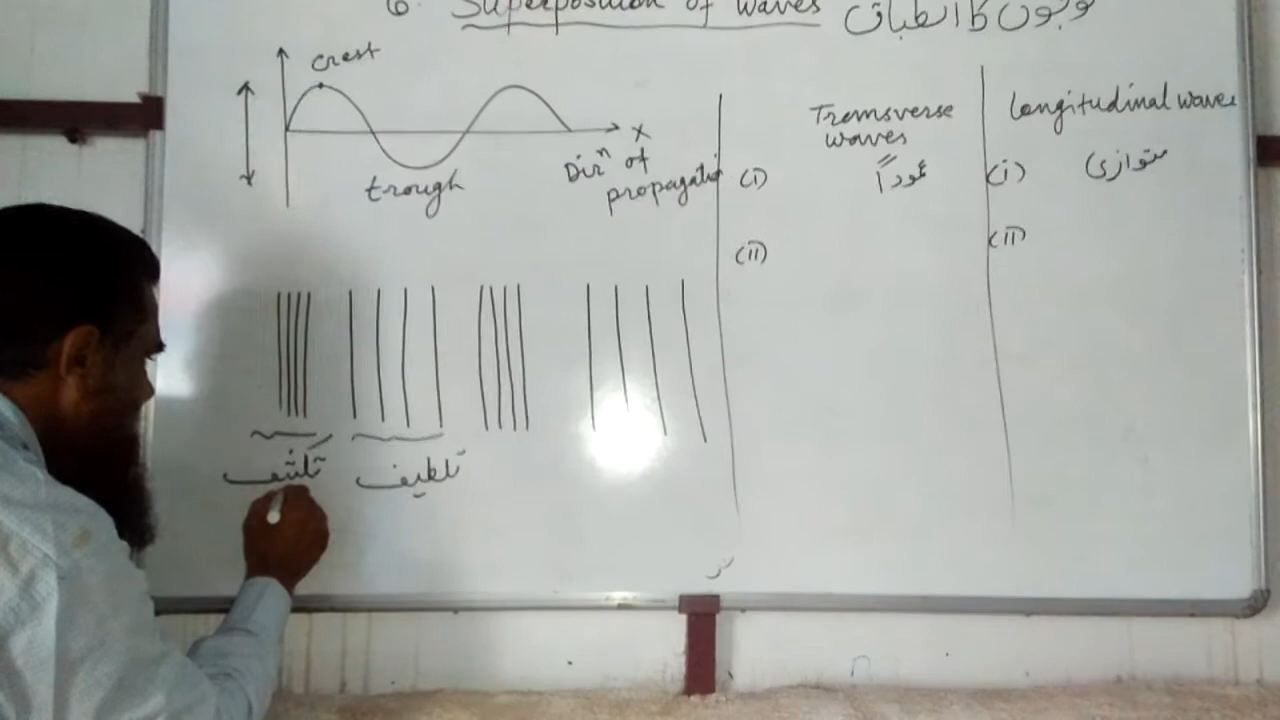 6. Superposition of Waves موجوں کا انطباق
crest
x
Dirⁿ of
propagation
trough
Transverse
waves
(i) عموداً
(ii)
longitudinal waves
(i) متوازی
(ii)
تکثیف تلطیف